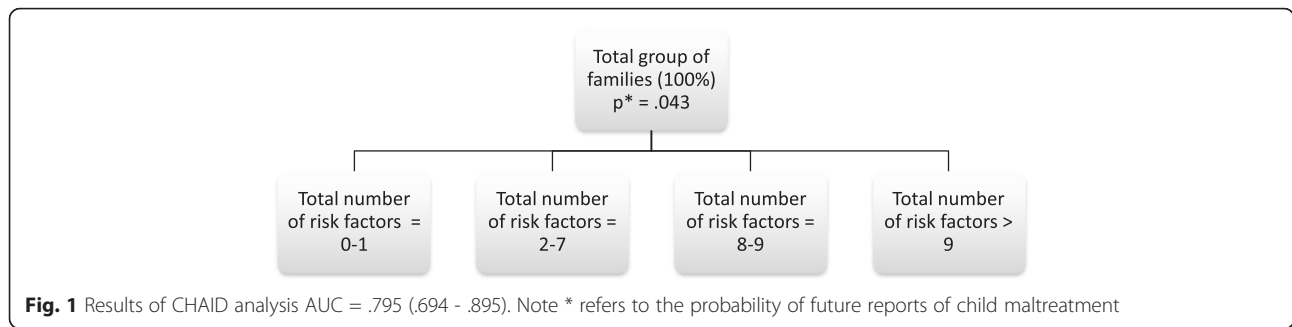 Total group of
families (100%)
p* = .043
Total number
of risk factors =
0-1
Total number
of risk factors =
2-7
Total number
of risk factors =
8-9
Total number
of risk factors >
9
Fig. 1 Results of CHAID analysis AUC = .795 (.694 - .895). Note * refers to the probability of future reports of child maltreatment